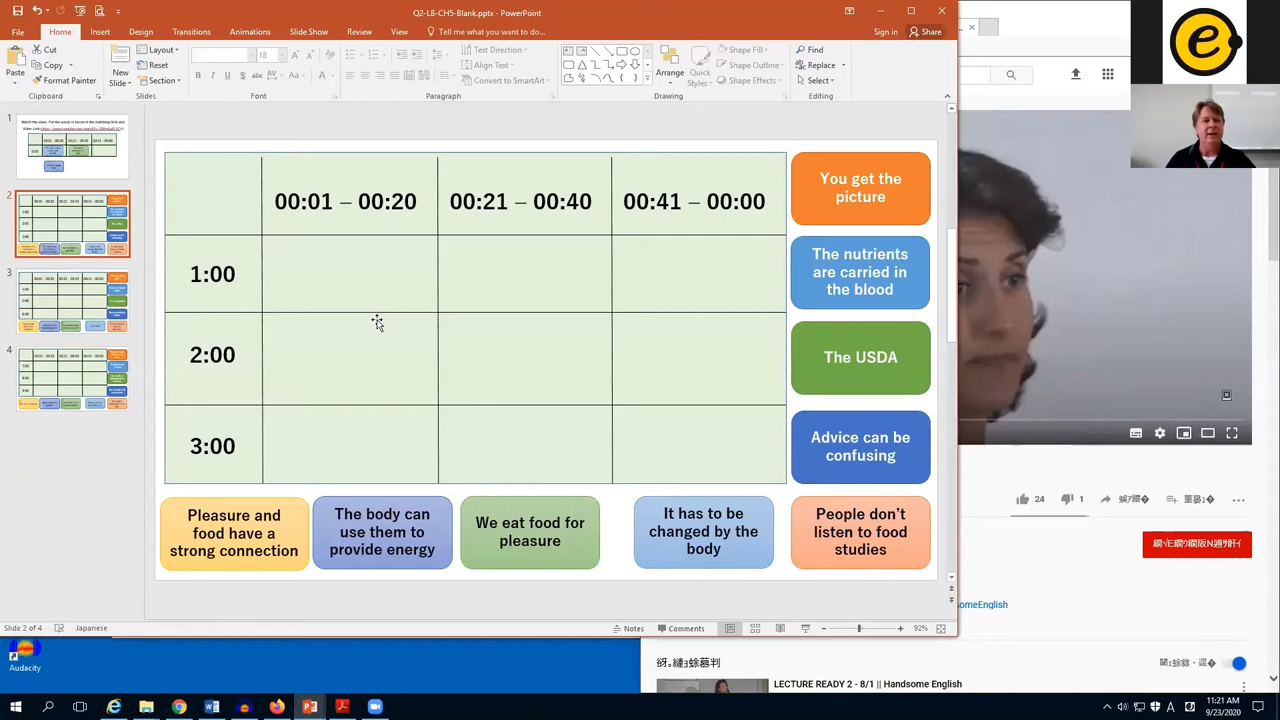 Q2-L8-CH5-Blank.pptx - PowerPoint
File
Home
Insert
Design
Transitions
Animations
Slide Show
Review
View
Tell me what you want to do...
Sign in
Share
Paste
Cut
Copy
Format Painter
Clipboard
New
Slide
Layout
Reset
Section
Slides
18
Font
Text Direction
Align Text
Convert to SmartArt
Paragraph
Arrange
Quick
Styles
Shape Fill
Shape Outline
Shape Effects
Drawing
Find
Replace
Select
Editing
1
2
3
4
00:01 – 00:20
00:21 – 00:40
00:41 – 00:00
1:00
2:00
3:00
You get the
picture
The nutrients
are carried in
the blood
The USDA
Advice can be
confusing
Pleasure and
food have a
strong connection
The body can
use them to
provide energy
We eat food for
pleasure
It has to be
changed by the
body
People don't
listen to food
studies
Slide 2 of 4
Japanese
Notes
Comments
92%
24
1
omeEnglish
LECTURE READY 2 - 8/1 || Handsome English
Audacity
11:21 AM
9/23/2020